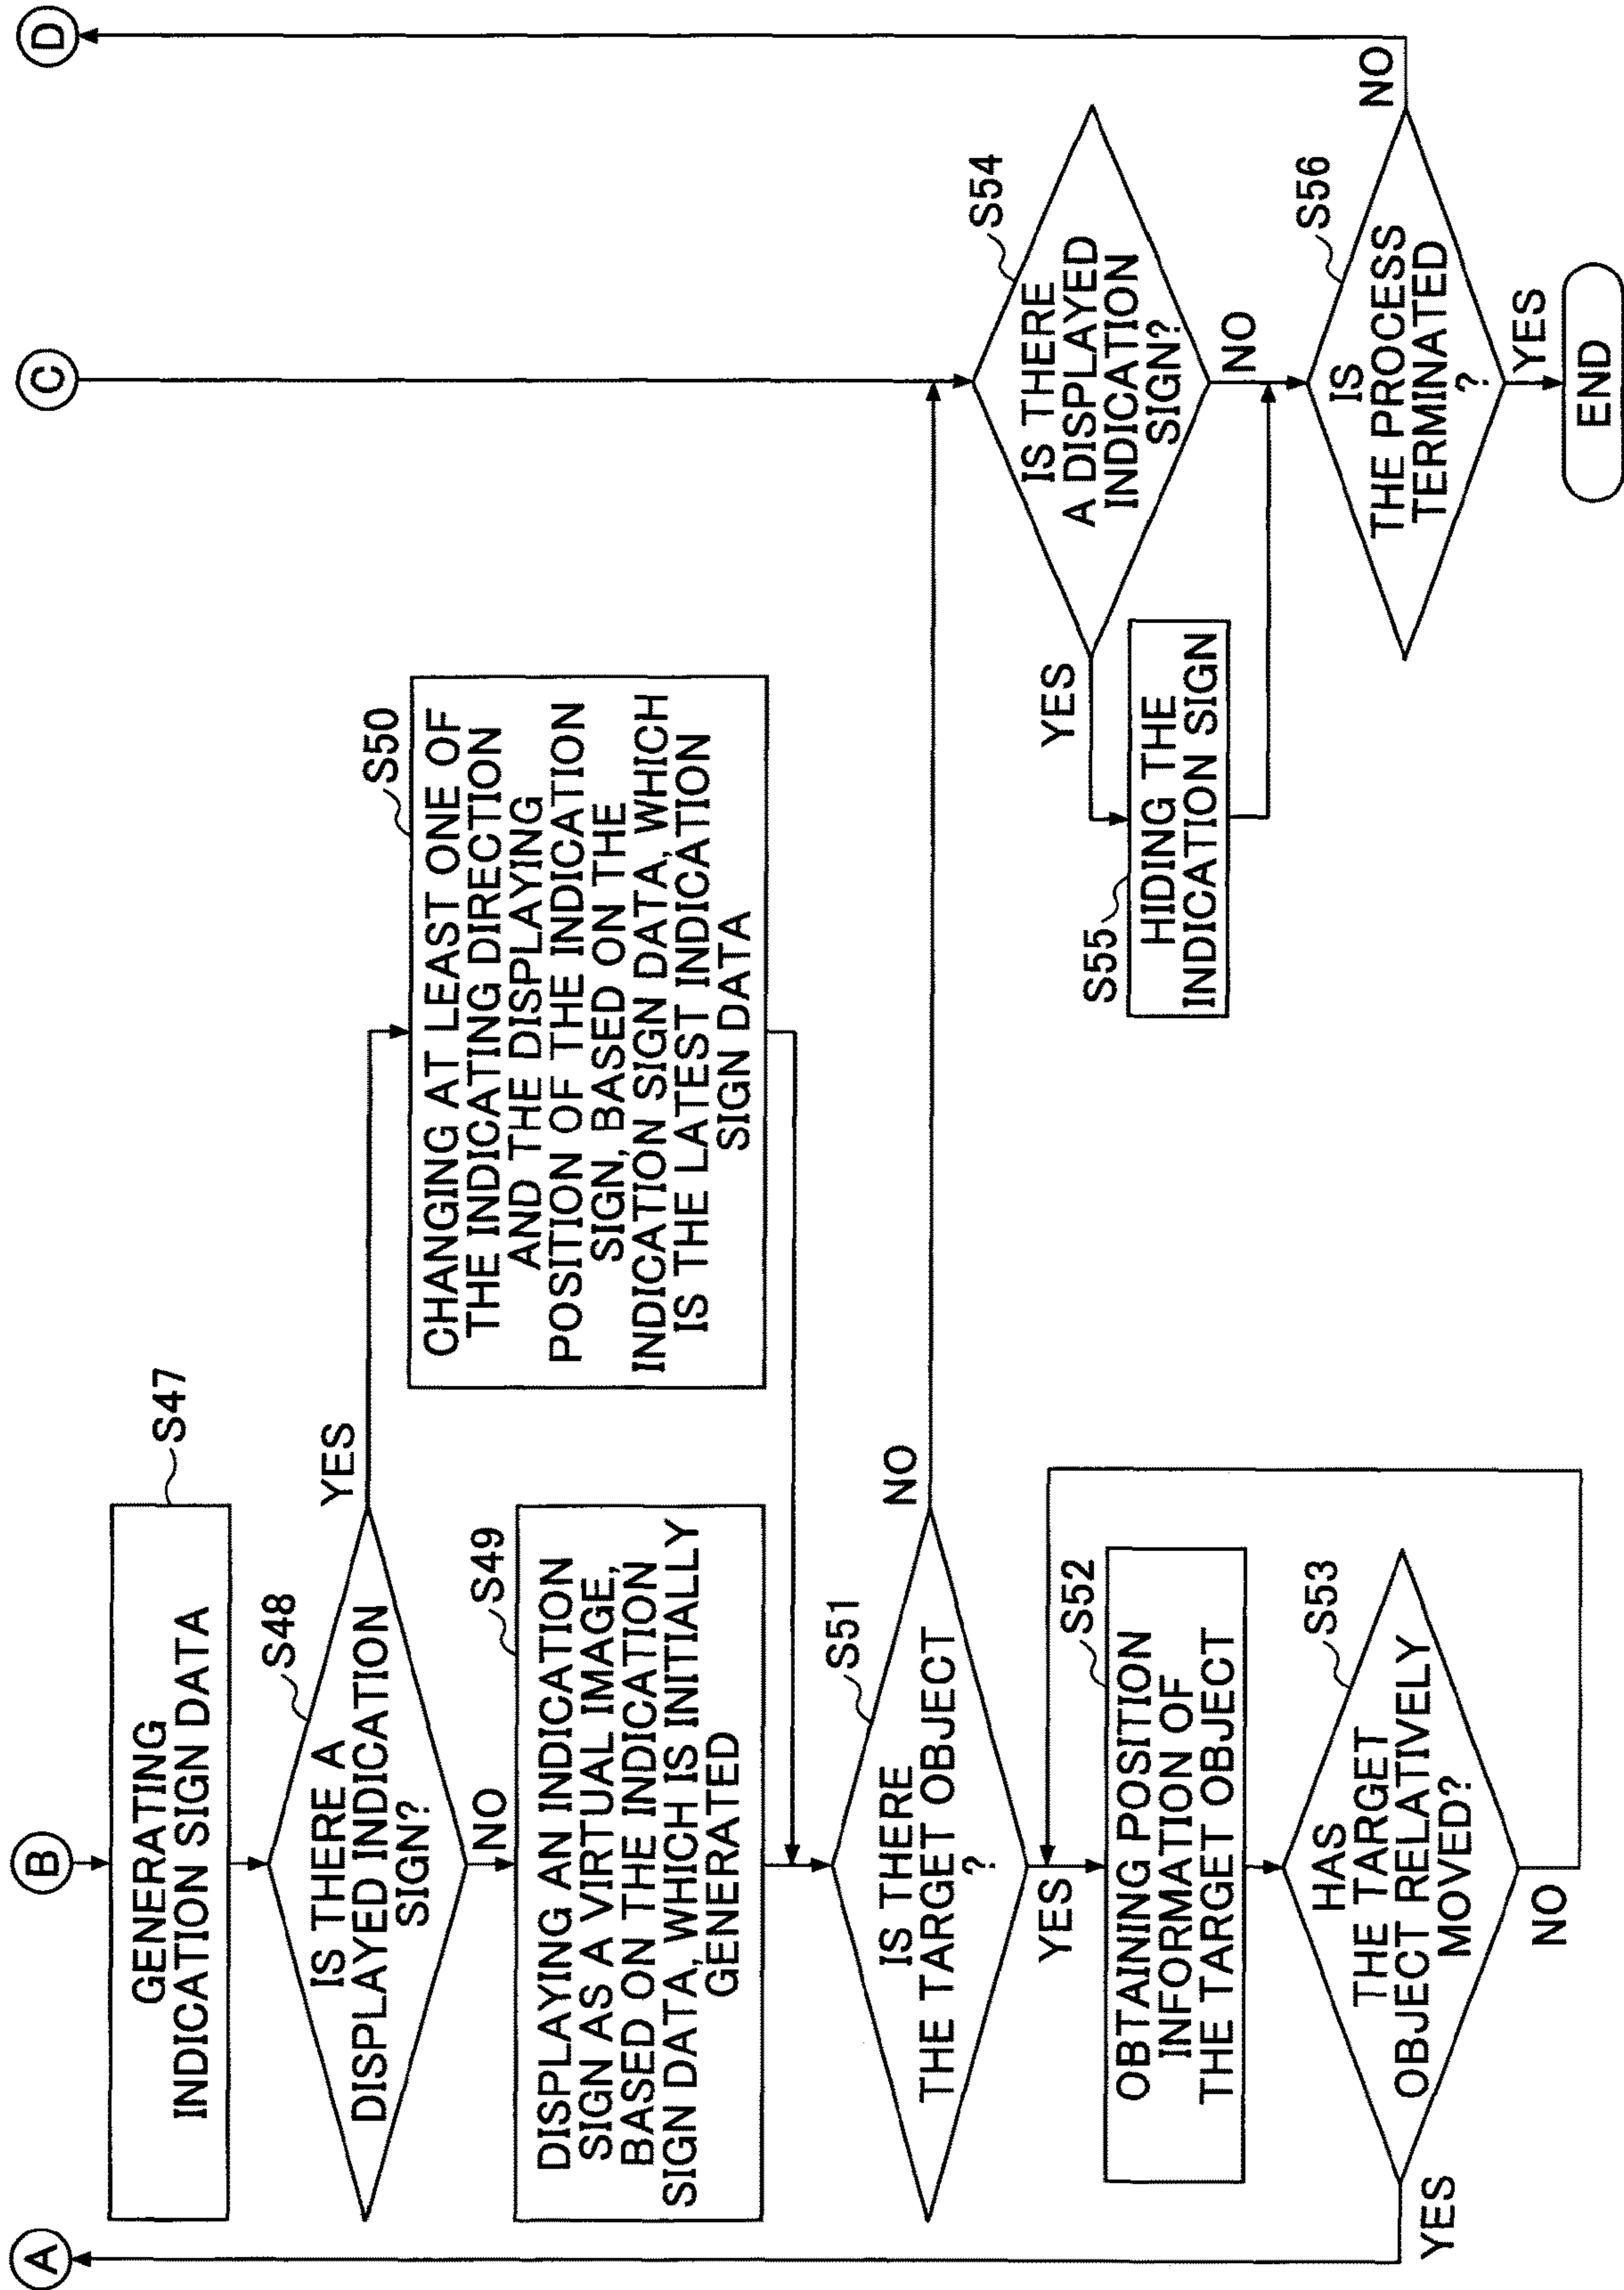 A
B
C
D
S47
GENERATING
INDICATION SIGN DATA
S48
IS THERE A
DISPLAYED INDICATION
SIGN?
YES
NO
S49
DISPLAYING AN INDICATION
SIGN AS A VIRTUAL IMAGE,
BASED ON THE INDICATION
SIGN DATA, WHICH IS INITIALLY
GENERATED
S50
CHANGING AT LEAST ONE OF
THE INDICATING DIRECTION
AND THE DISPLAYING
POSITION OF THE INDICATION
SIGN, BASED ON THE
INDICATION SIGN DATA, WHICH
IS THE LATEST INDICATION
SIGN DATA
S51
IS THERE
THE TARGET OBJECT
?
NO
YES
S52
OBTAINING POSITION
INFORMATION OF
THE TARGET OBJECT
S53
HAS
THE TARGET
OBJECT RELATIVELY
MOVED?
YES
NO
S54
IS THERE
A DISPLAYED
INDICATION
SIGN?
YES
NO
S55
HIDING THE
INDICATION SIGN
S56
IS
THE PROCESS
TERMINATED
?
NO
YES
END